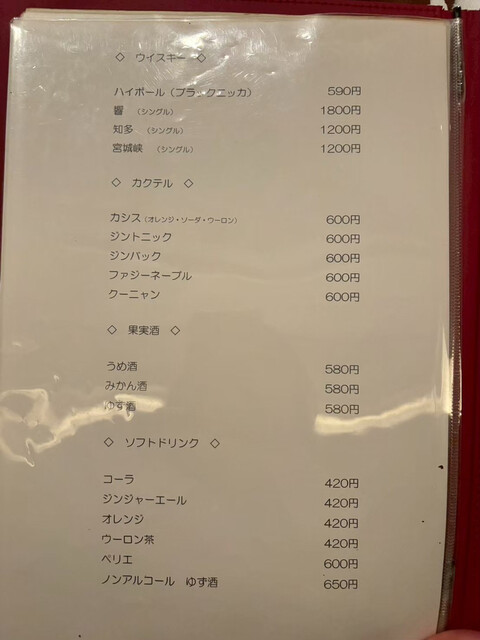 ◇ ウイスキー ◇
ハイボール（ブラックニッカ） 590円
響 （シングル） 1800円
知多 （シングル） 1200円
宮城峡 （シングル） 1200円
◇ カクテル ◇
カシス（オレンジ・ソーダ・ウーロン） 600円
ジントニック 600円
ジンバック 600円
ファジーネーブル 600円
クーニャン 600円
◇ 果実酒 ◇
うめ酒 580円
みかん酒 580円
ゆず酒 580円
◇ ソフトドリンク ◇
コーラ 420円
ジンジャーエール 420円
オレンジ 420円
ウーロン茶 420円
ペリエ 600円
ノンアルコール ゆず酒 650円